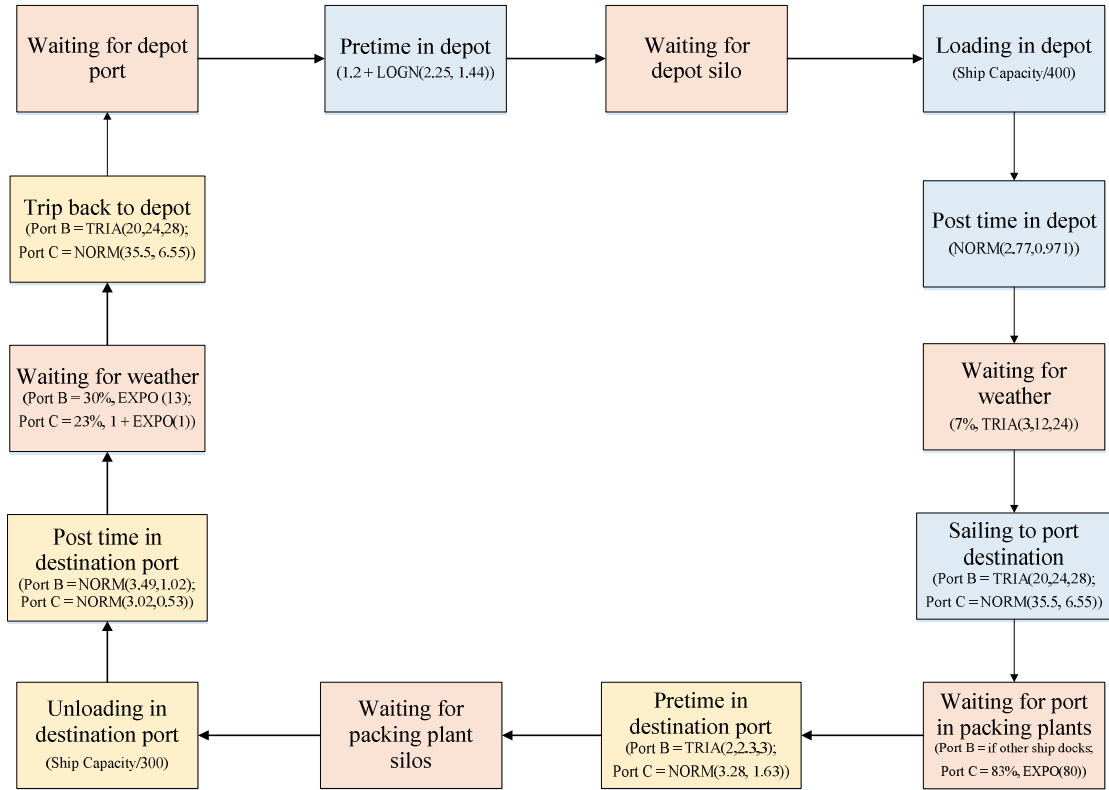 Waiting for depot
port
Pretime in depot
(1.2 + LOGN(2.25, 1.44))
Waiting for
depot silo
Loading in depot
(Ship Capacity/400)
Post time in depot
(NORM(2.77,0.971))
Waiting for
weather
(7%, TRIA(3,12,24))
Sailing to port
destination
(Port B = TRIA(20,24,28);
Port C = NORM(35.5, 6.55))
Waiting for port
in packing plants
(Port B = if other ship docks;
Port C = 83%, EXPO(80))
Pretime in
destination port
(Port B = TRIA(2,2.3,3);
Port C = NORM(3.28, 1.63))
Waiting for
packing plant
silos
Unloading in
destination port
(Ship Capacity/300)
Post time in
destination port
(Port B = NORM(3.49,1.02);
Port C = NORM(3.02,0.53))
Waiting for weather
(Port B = 30%, EXPO (13);
Port C = 23%, 1 + EXPO(1))
Trip back to depot
(Port B = TRIA(20,24,28);
Port C = NORM(35.5, 6.55))